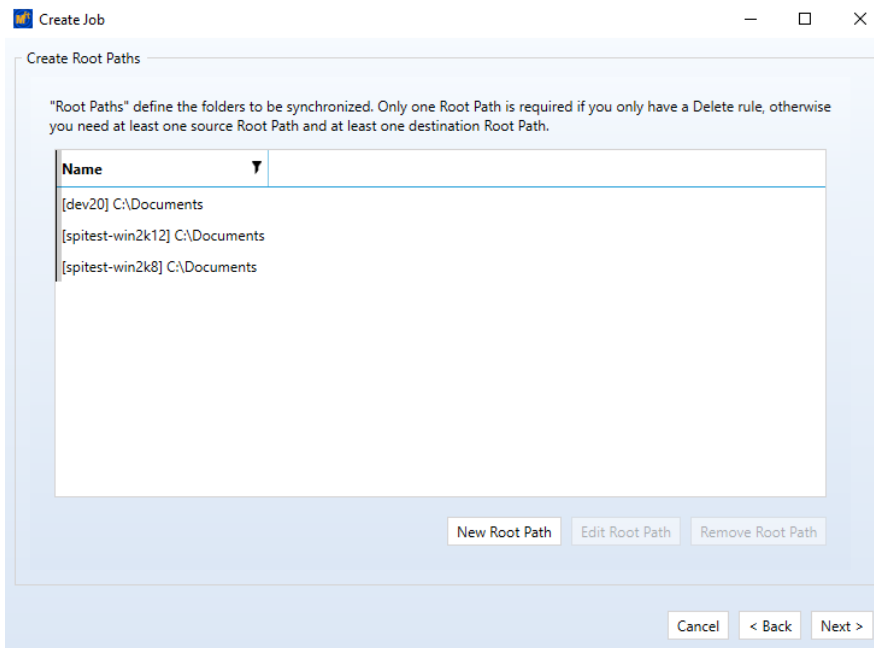 Create Job
Create Root Paths
"Root Paths" define the folders to be synchronized. Only one Root Path is required if you only have a Delete rule, otherwise
you need at least one source Root Path and at least one destination Root Path.
Name
[dev20] C:\Documents
[spitest-win2k12] C:\Documents
[spitest-win2k8] C:\Documents
New Root Path Edit Root Path Remove Root Path
Cancel < Back Next >